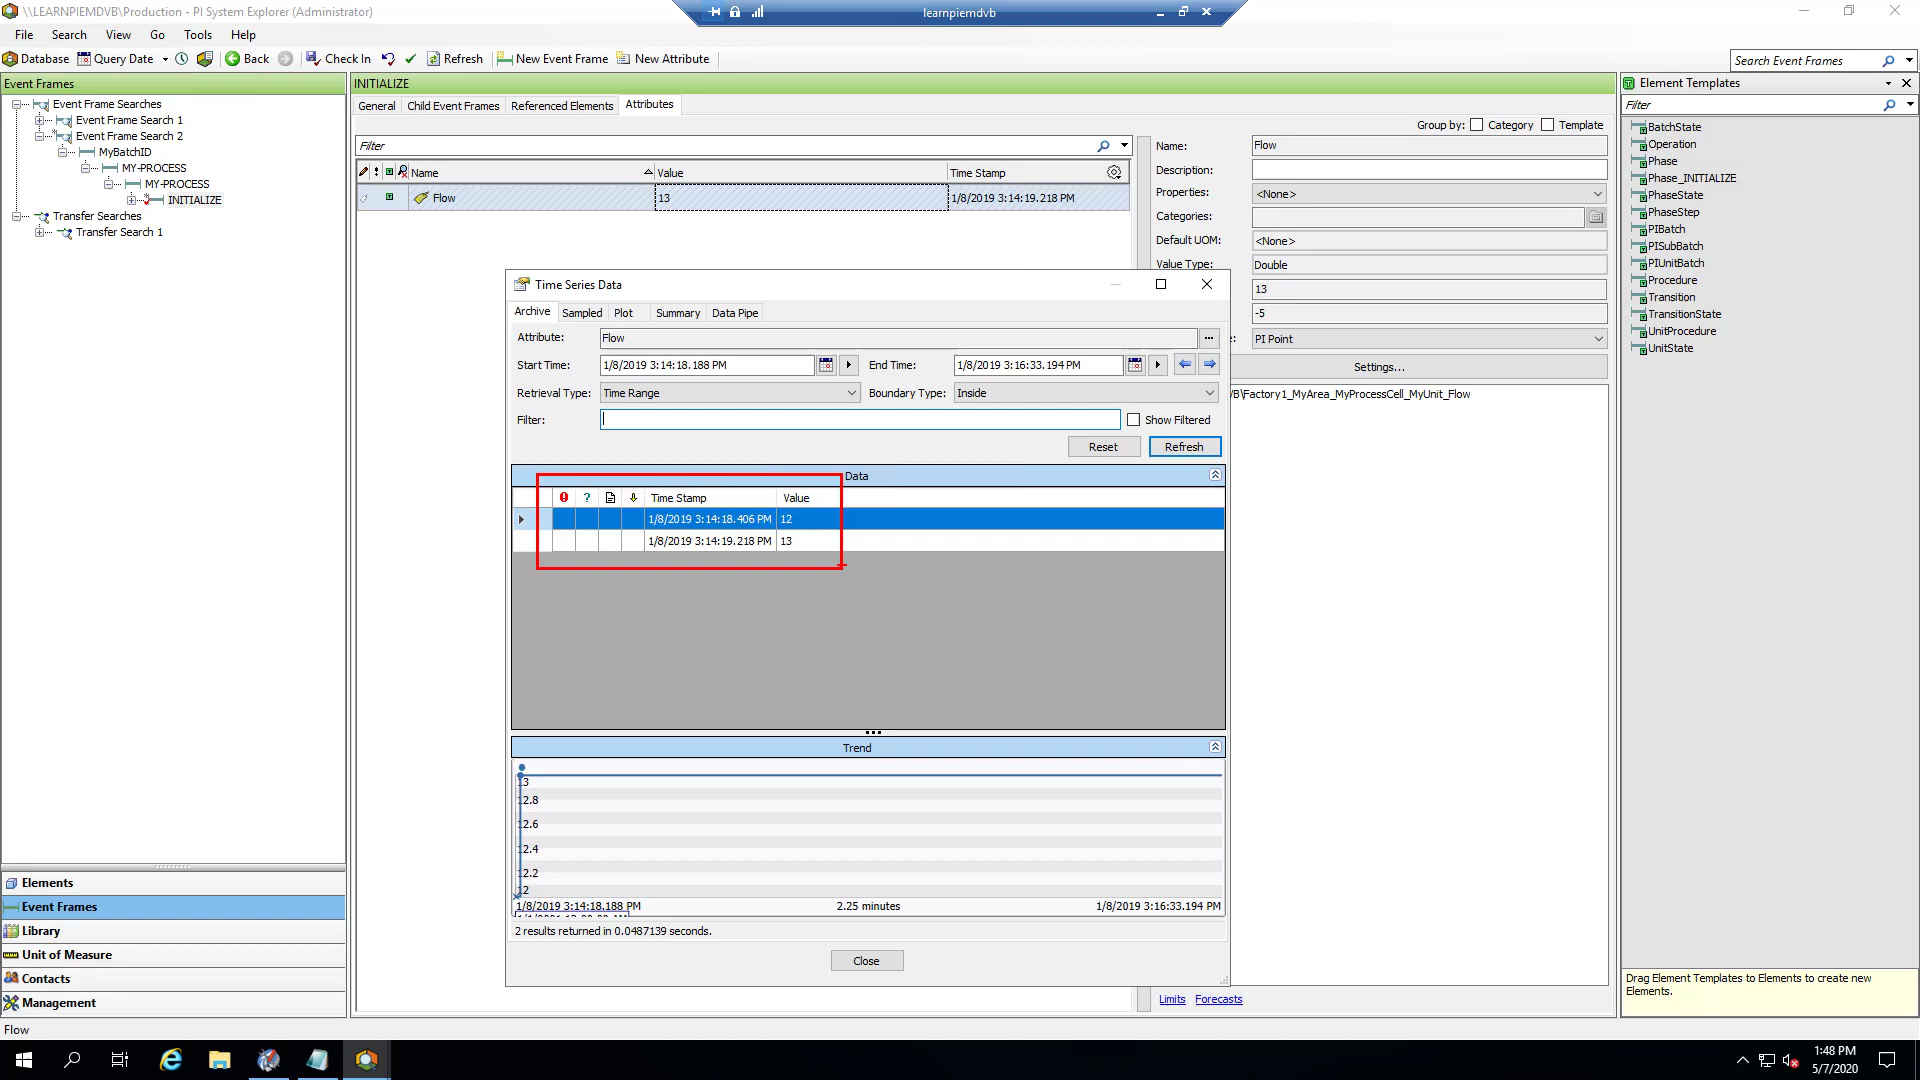 \\LEARNPIEMDVB\Production - PI System Explorer (Administrator)
learnpiemdvb
File Search View Go Tools Help
Database Query Date Back Check In Refresh New Event Frame New Attribute
Search Event Frames
Event Frames
Event Frame Searches
Event Frame Search 1
Event Frame Search 2
MyBatchID
MY-PROCESS
MY-PROCESS
INITIALIZE
Transfer Searches
Transfer Search 1
Elements
Event Frames
Library
Unit of Measure
Contacts
Management
Flow
INITIALIZE
General Child Event Frames Referenced Elements Attributes
Group by: Category Template
Filter
Name Value Time Stamp
Flow 13 1/8/2019 3:14:19.218 PM
Name: Flow
Description:
Properties: <None>
Categories:
Default UOM: <None>
Value Type: Double
13
-5
PI Point
Settings...
B\Factory1_MyArea_MyProcessCell_MyUnit_Flow
Limits Forecasts
Time Series Data
Archive Sampled Plot Summary Data Pipe
Attribute: Flow
Start Time: 1/8/2019 3:14:18.188 PM End Time: 1/8/2019 3:16:33.194 PM
Retrieval Type: Time Range Boundary Type: Inside
Filter: Show Filtered
Reset Refresh
Data
Time Stamp Value
1/8/2019 3:14:18.406 PM 12
1/8/2019 3:14:19.218 PM 13
Trend
13
12.8
12.6
12.4
12.2
12
1/8/2019 3:14:18.188 PM 2.25 minutes 1/8/2019 3:16:33.194 PM
2 results returned in 0.0487139 seconds.
Close
Element Templates
Filter
BatchState
Operation
Phase
Phase_INITIALIZE
PhaseState
PhaseStep
PIBatch
PISubBatch
PIUnitBatch
Procedure
Transition
TransitionState
UnitProcedure
UnitState
Drag Element Templates to Elements to create new
Elements.
1:48 PM
5/7/2020